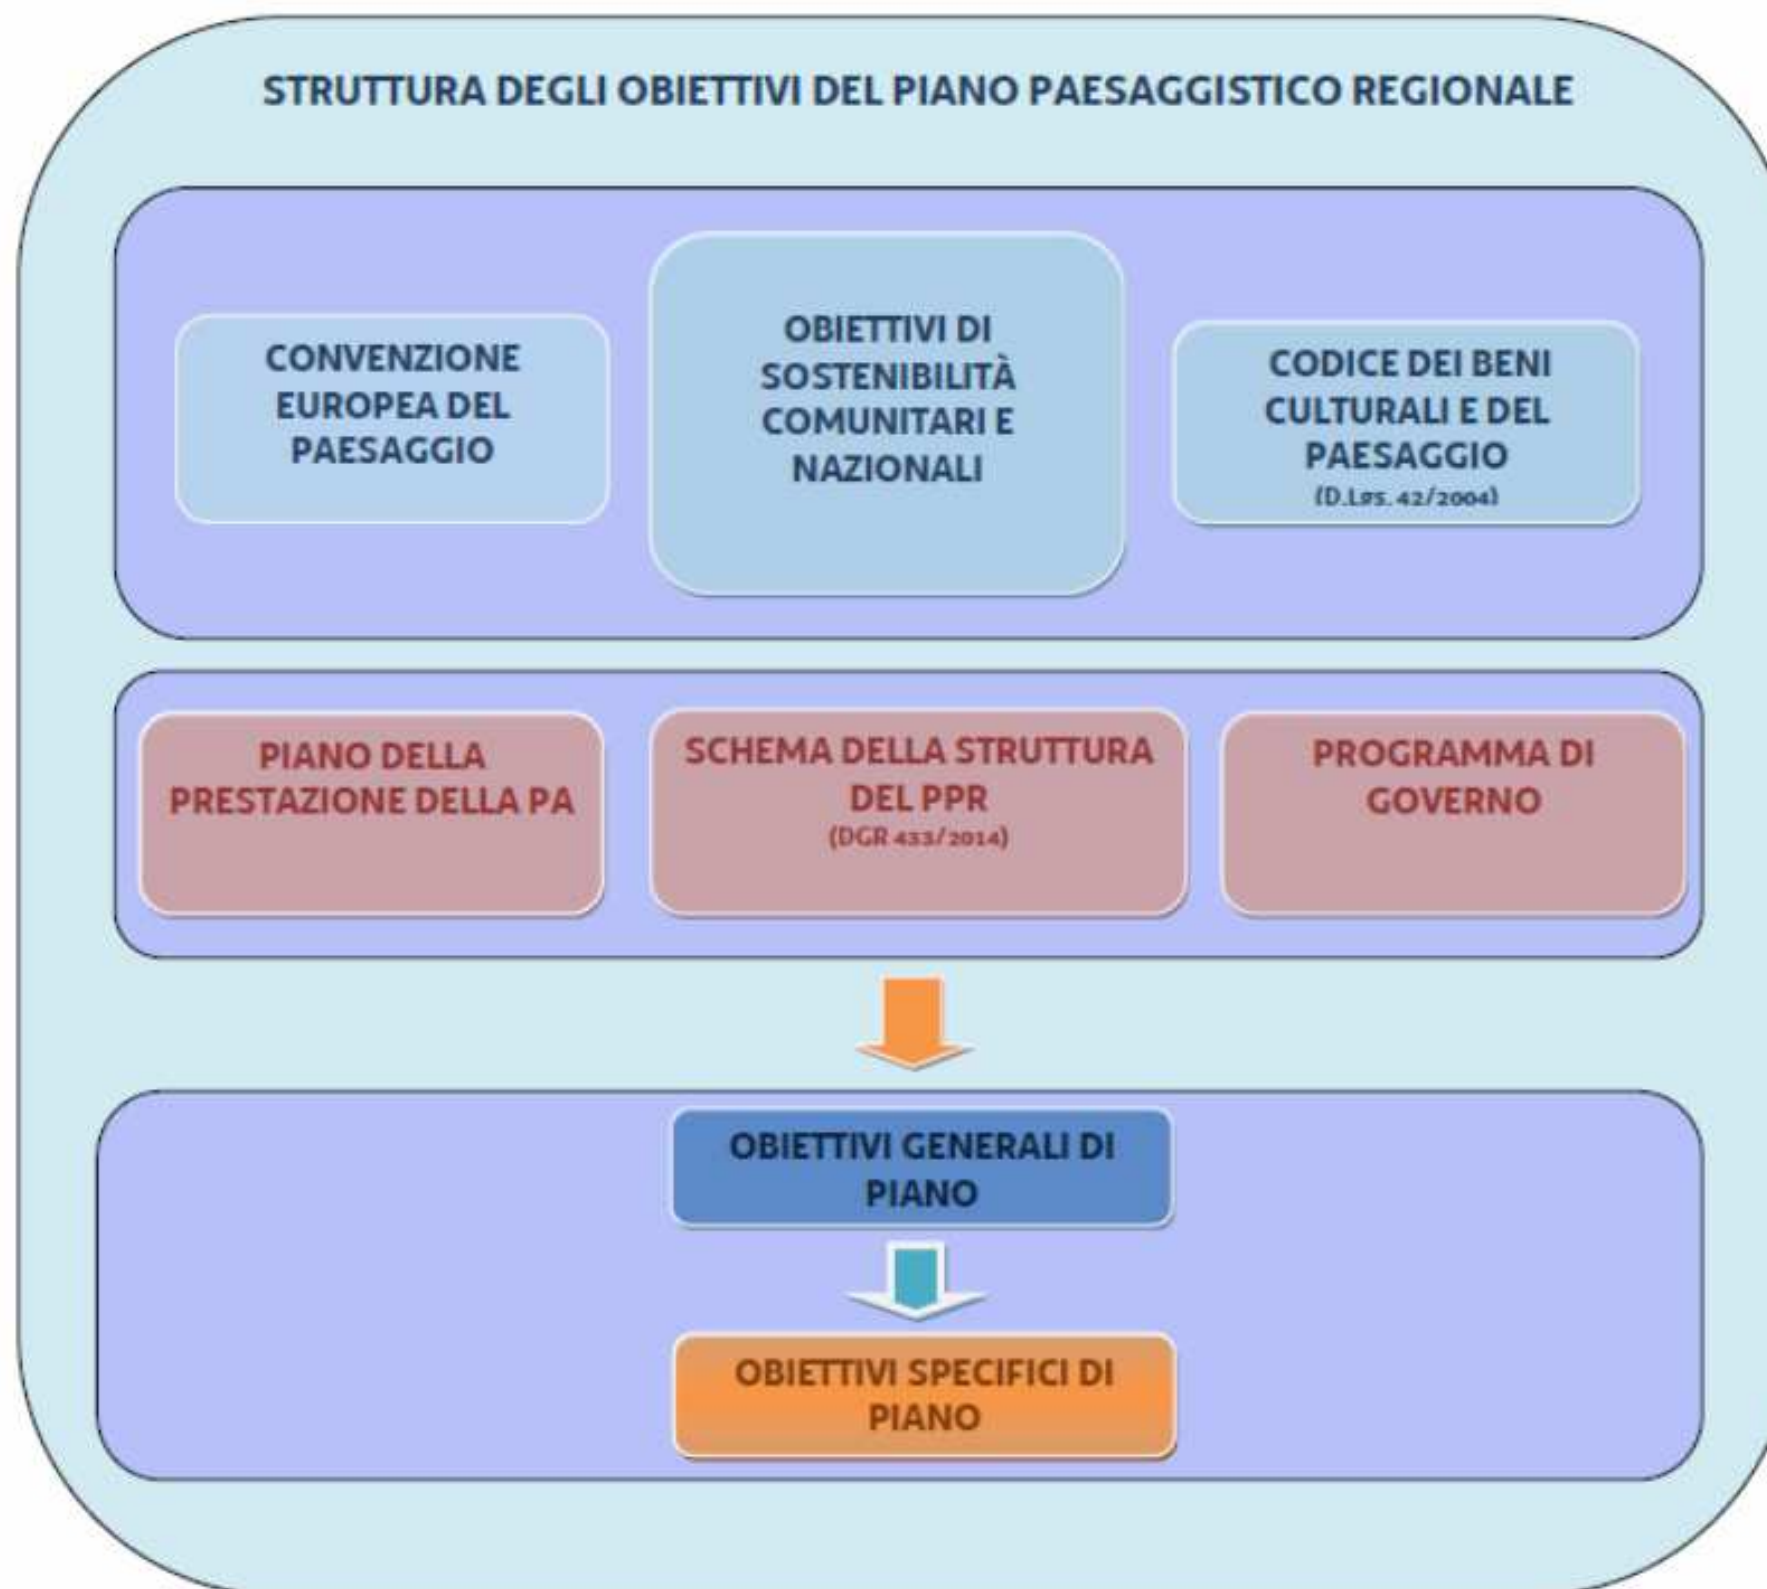 STRUTTURA DEGLI OBIETTIVI DEL PIANO PAESAGGISTICO REGIONALE
CONVENZIONE
EUROPEA DEL
PAESAGGIO
OBIETTIVI DI
SOSTENIBILITÀ
COMUNITARI E
NAZIONALI
CODICE DEI BENI
CULTURALI E DEL
PAESAGGIO
(D.Lgs. 42/2004)
PIANO DELLA
PRESTAZIONE DELLA PA
SCHEMA DELLA STRUTTURA
DEL PPR
(DGR 433/2014)
PROGRAMMA DI
GOVERNO
OBIETTIVI GENERALI DI
PIANO
OBIETTIVI SPECIFICI DI
PIANO